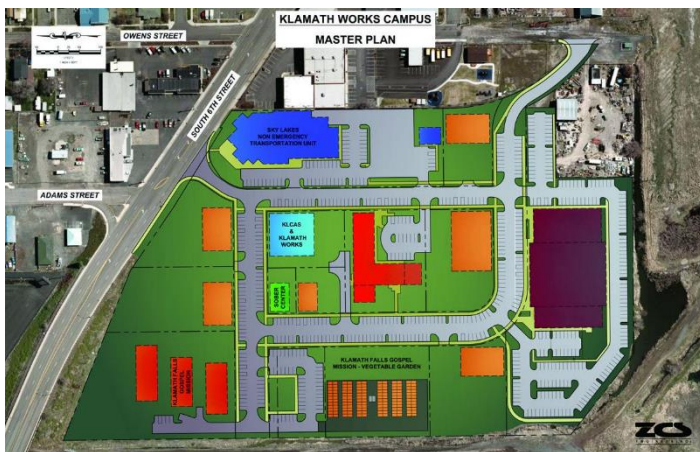 KLAMATH WORKS CAMPUS
MASTER PLAN
OWENS STREET
SOUTH 6TH STREET
ADAMS STREET
SKY LAKES
NON EMERGENCY
TRANSPORTATION UNIT
KLCAS
&
KLAMATH
WORKS
SOBER
CENTER
KLAMATH FALLS
GOSPEL
MISSION
KLAMATH FALLS GOSPEL
MISSION - VEGETABLE GARDEN
ZCS